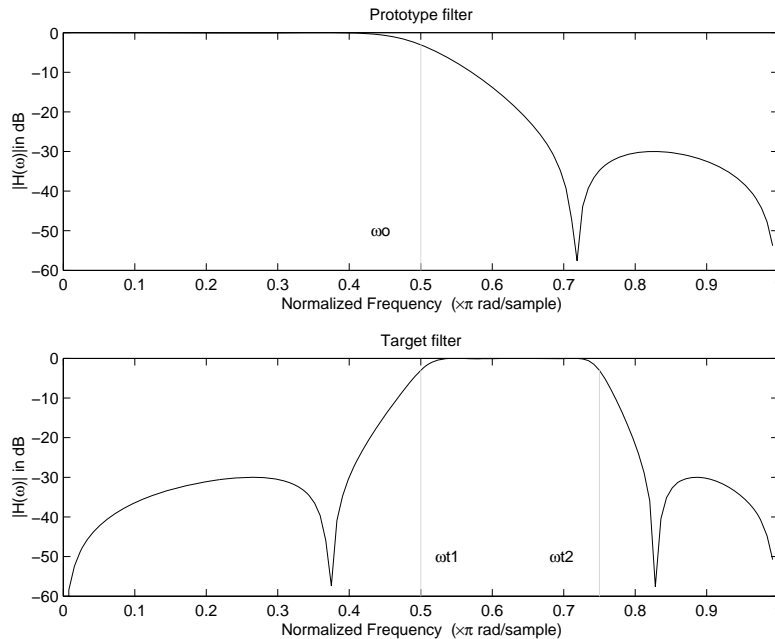 Prototype filter
0
−10
−20
−30
−40
−50
−60
|H(ω)|in dB
ωo
0 0.1 0.2 0.3 0.4 0.5 0.6 0.7 0.8 0.9
Normalized Frequency (×π rad/sample)
Target filter
0
−10
−20
−30
−40
−50
−60
|H(ω)| in dB
ωt1 ωt2
0 0.1 0.2 0.3 0.4 0.5 0.6 0.7 0.8 0.9
Normalized Frequency (×π rad/sample)